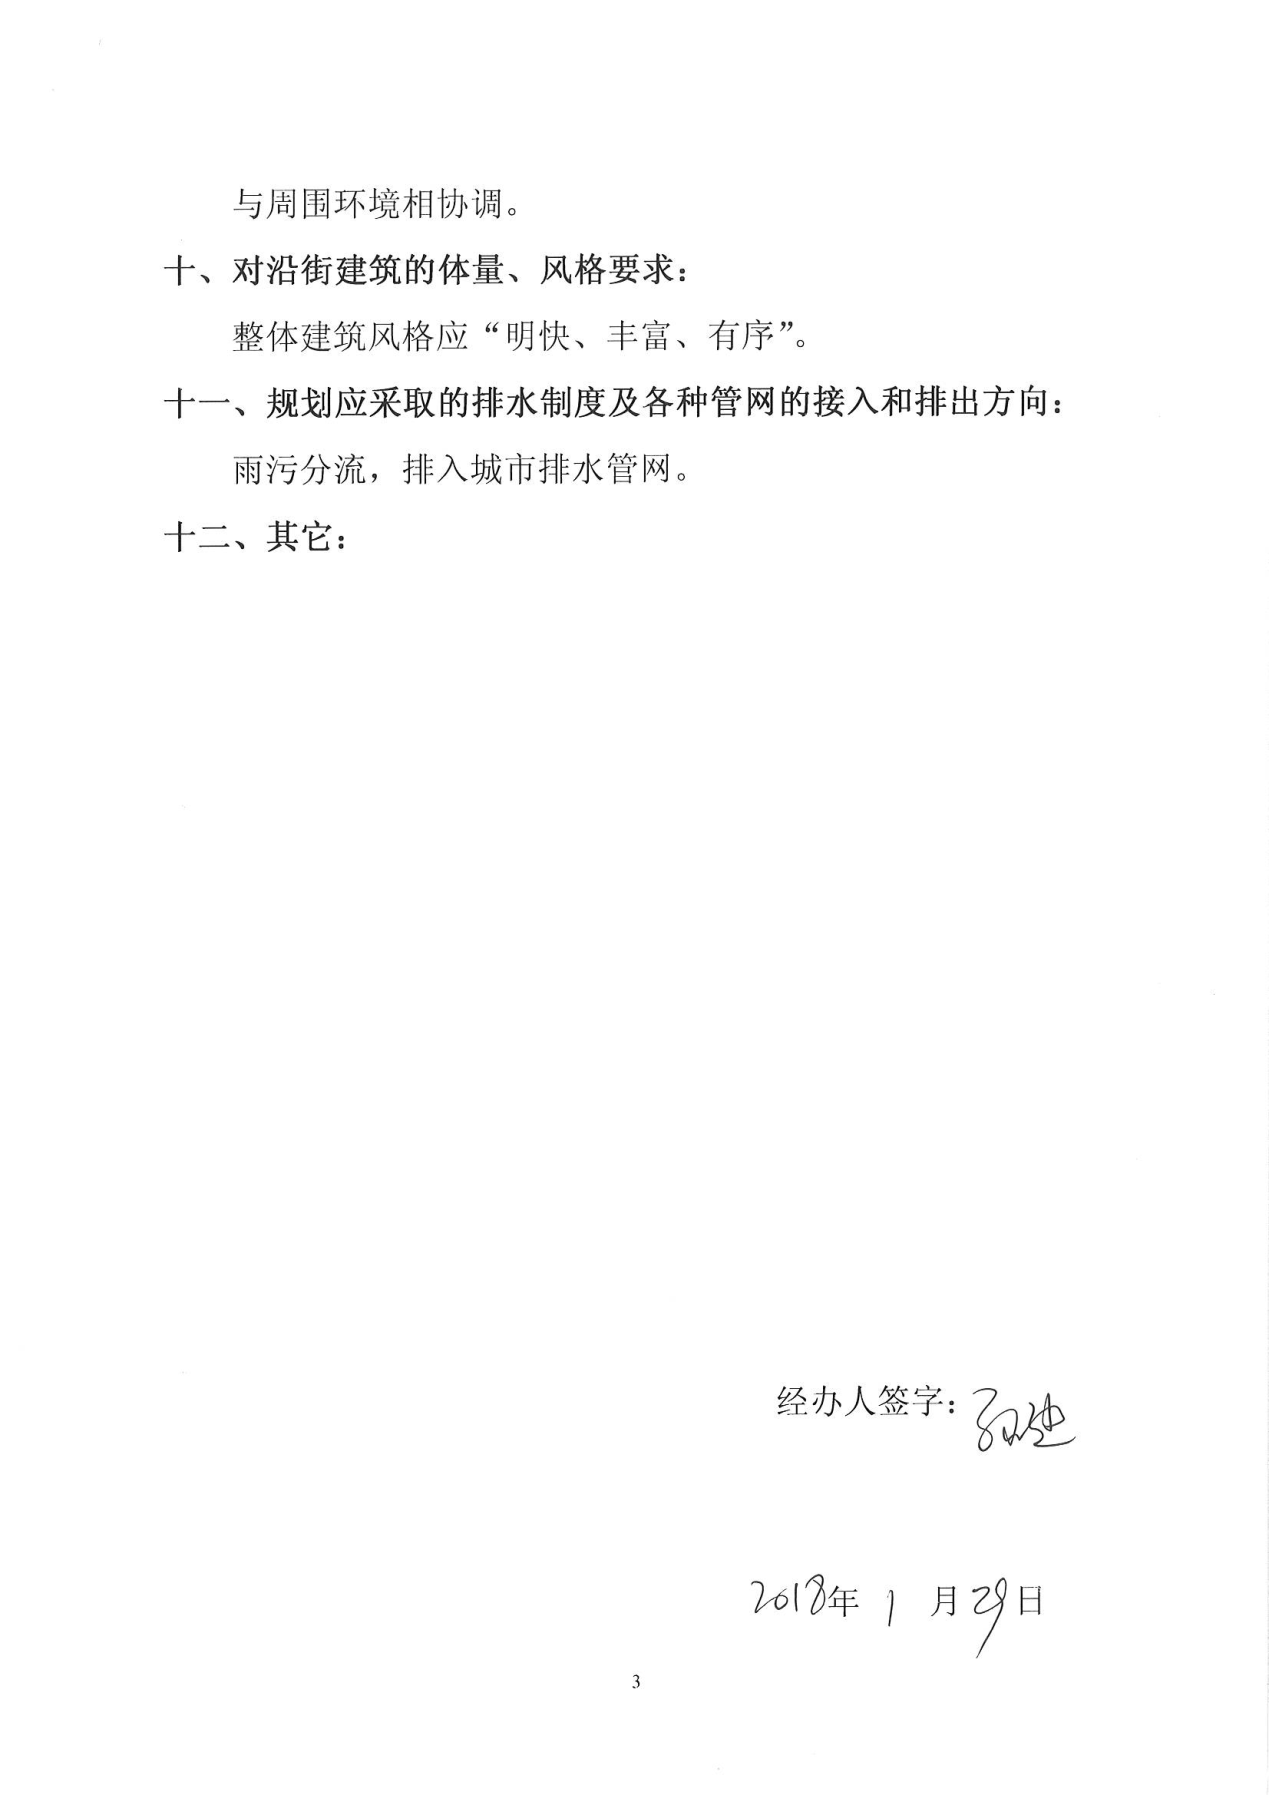 与周围环境相协调。
十、对沿街建筑的体量、风格要求：
整体建筑风格应“明快、丰富、有序”。
十一、规划应采取的排水制度及各种管网的接入和排出方向：
雨污分流，排入城市排水管网。
十二、其它：
经办人签字：
2018年 1 月29日
3